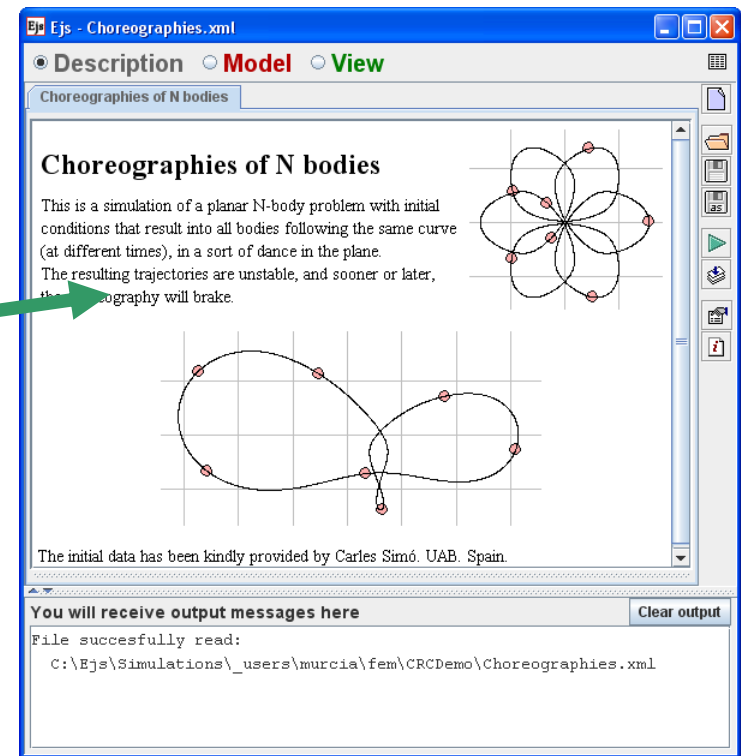 Ejs Ejs - Choreographies.xml
Description Model View
Choreographies of N bodies
Choreographies of N bodies
This is a simulation of a planar N-body problem with initial
conditions that result into all bodies following the same curve
(at different times), in a sort of dance in the plane.
The resulting trajectories are unstable, and sooner or later,
ography will brake.
The initial data has been kindly provided by Carles Simó. UAB. Spain.
as
i
You will receive output messages here
Clear output
File succesfully read:
C:\Ejs\Simulations\_users\murcia\fem\CRCDemo\Choreographies.xml